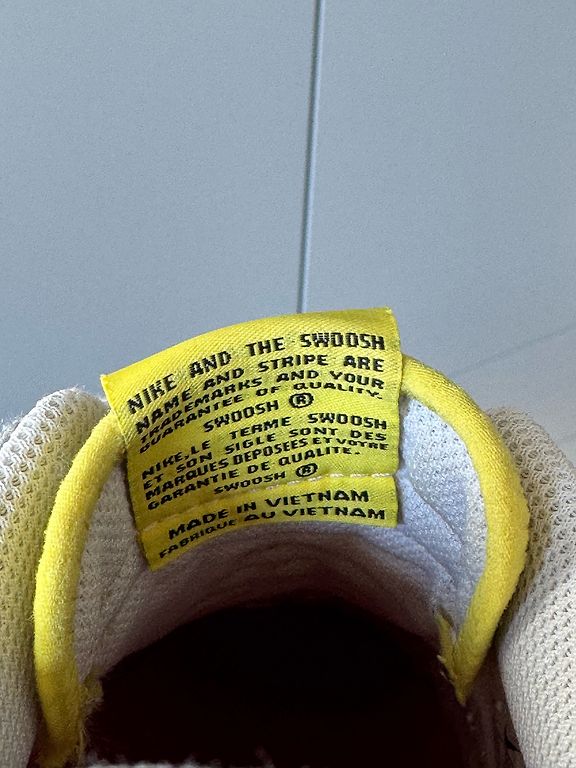 NIKE AND THE SWOOSH
NAME AND STRIPE ARE
TRADEMARKS AND YOUR
GUARANTEE OF QUALITY.
SWOOSH ®
NIKE, LE TERME SWOOSH
ET SON SIGLE SONT DES
MARQUES DEPOSEES ET VOTRE
GARANTIE DE QUALITE.
SWOOSH ®
MADE IN VIETNAM
FABRIQUE AU VIETNAM